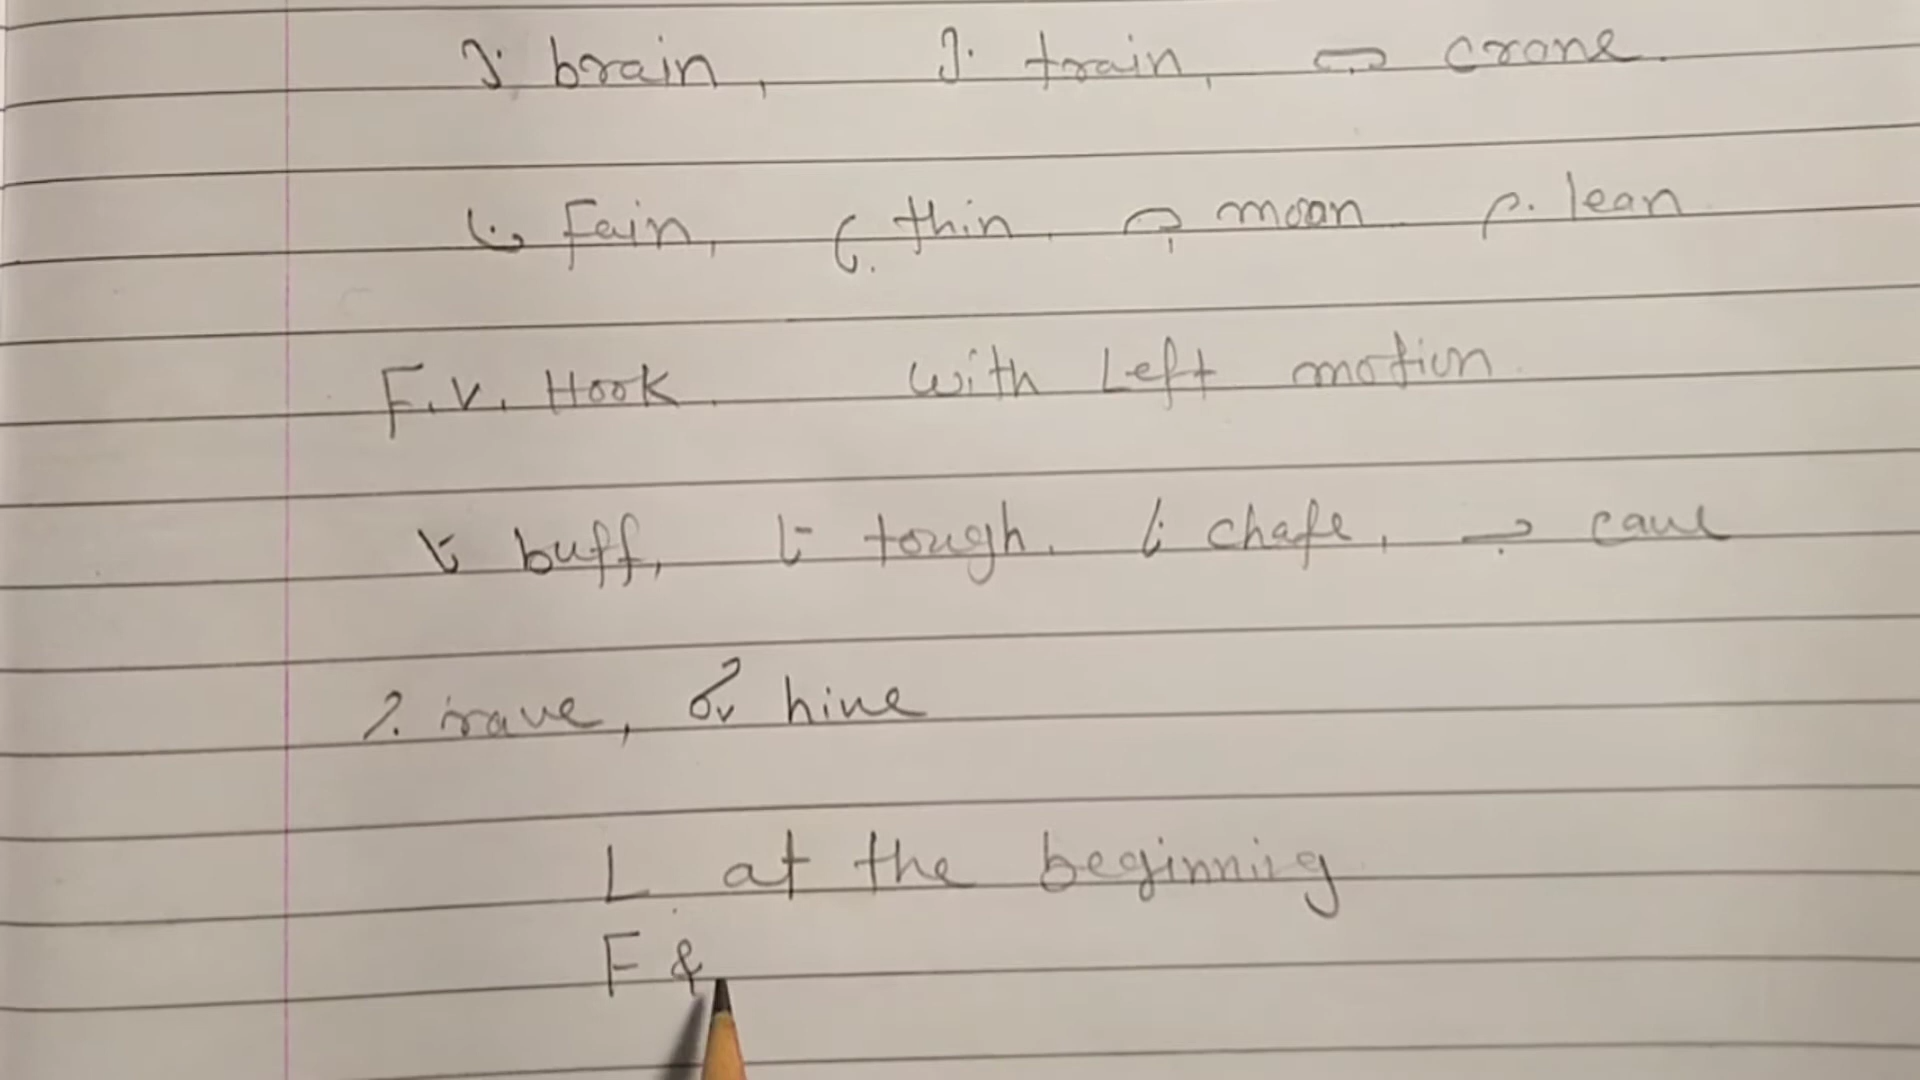 brain, train, crone.
Fain, thin. moon. lean
F.V. Hook. with Left motion.
buff, tough. chafe, cave
rave, hive
L at the beginning
F &